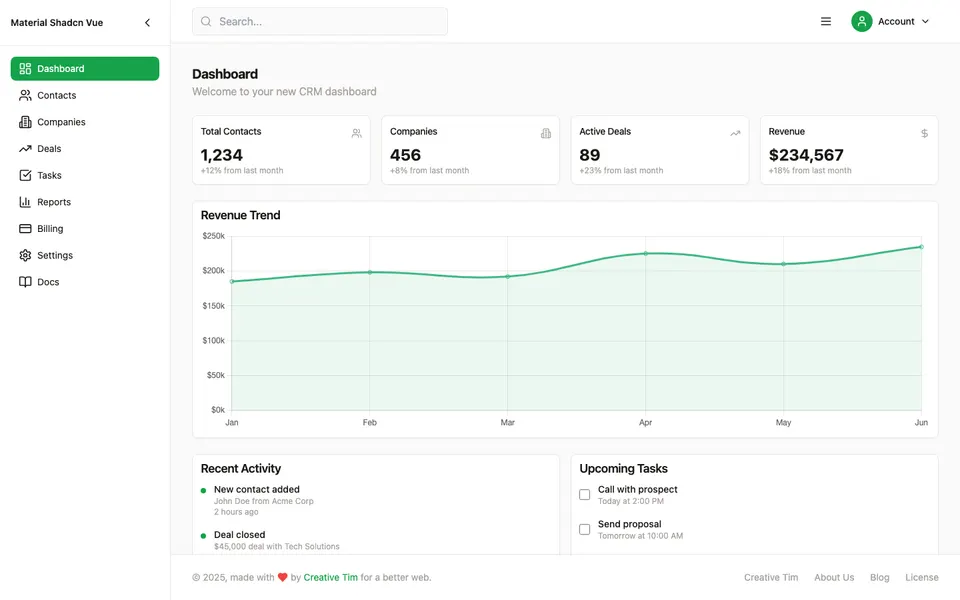 Material Shadcn Vue
Search...
Account
Dashboard
Contacts
Companies
Deals
Tasks
Reports
Billing
Settings
Docs
Dashboard
Welcome to your new CRM dashboard
Total Contacts
1,234
+12% from last month
Companies
456
+8% from last month
Active Deals
89
+23% from last month
Revenue
$234,567
+18% from last month
Revenue Trend
$250k
$200k
$150k
$100k
$50k
$0k
Jan Feb Mar Apr May Jun
Recent Activity
New contact added
John Doe from Acme Corp
2 hours ago
Deal closed
$45,000 deal with Tech Solutions
Upcoming Tasks
Call with prospect
Today at 2:00 PM
Send proposal
Tomorrow at 10:00 AM
© 2025, made with ❤️ by Creative Tim for a better web.
Creative Tim About Us Blog License